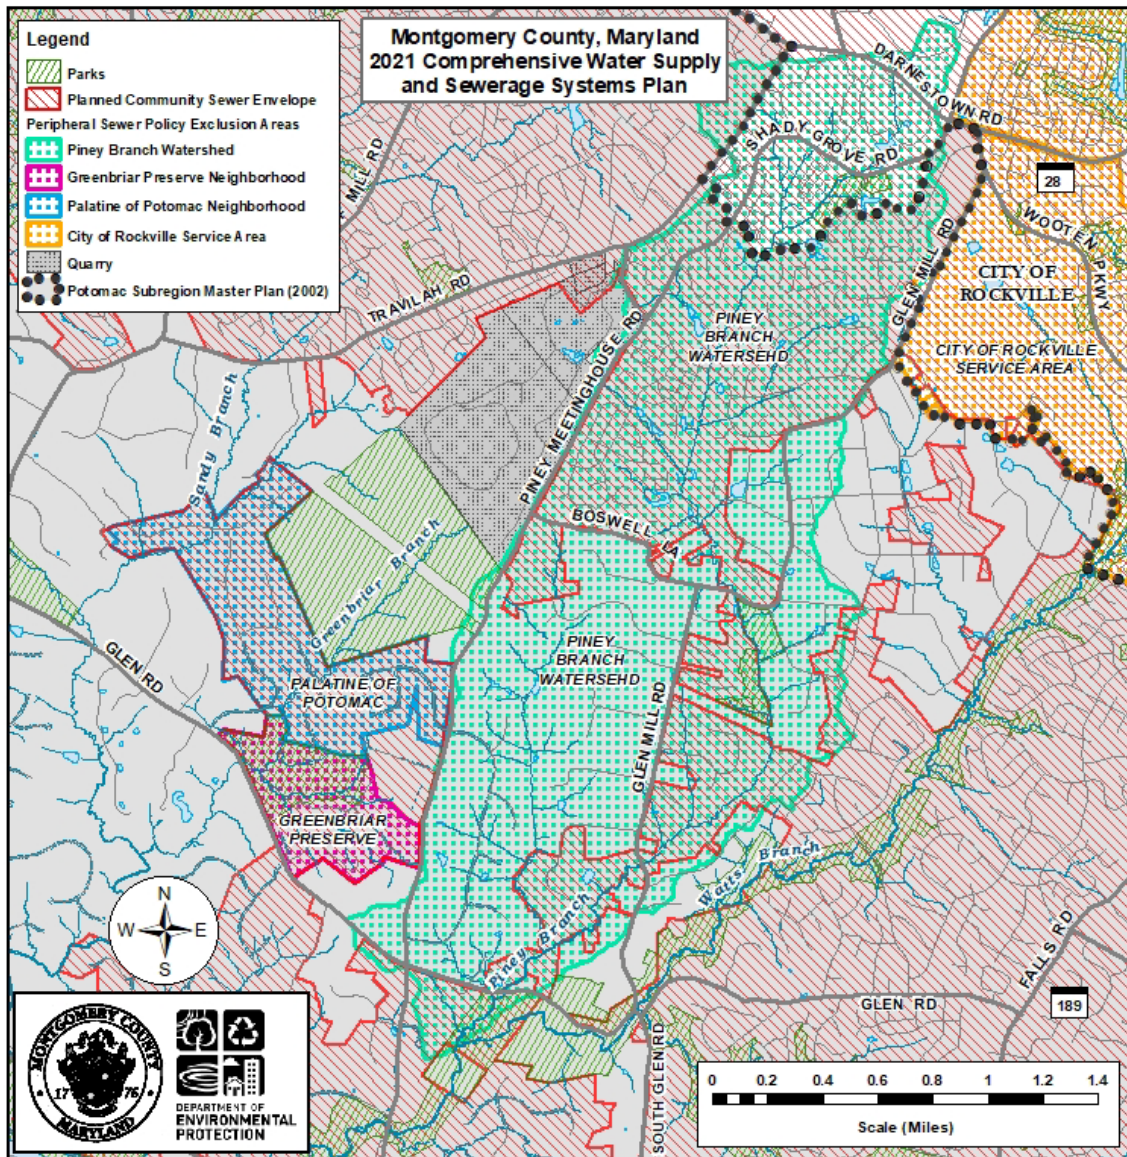 Montgomery County, Maryland
2021 Comprehensive Water Supply
and Sewerage Systems Plan
Legend
Parks
Planned Community Sewer Envelope
Peripheral Sewer Policy Exclusion Areas
Piney Branch Watershed
Greenbriar Preserve Neighborhood
Palatine of Potomac Neighborhood
City of Rockville Service Area
Quarry
Potomac Subregion Master Plan (2002)
MILL RD
DARNESTOWN RD
SHADY GROVE RD
28
WOOTEN PKWY
GLEN MILL RD
CITY OF
ROCKVILLE
CITY OF ROCKVILLE
SERVICE AREA
TRAVILAH RD
PINEY MEETINGHOUSE RD
PINEY
BRANCH
WATERSEHD
Sandy Branch
BOSWELL LA
Greenbriar Branch
GLEN RD
PALATINE OF
POTOMAC
PINEY
BRANCH
WATERSEHD
GLEN MILL RD
GREENBRIAR
PRESERVE
Watts Branch
Piney Branch
N
W E
S
FALLS RD
GLEN RD
189
SOUTH GLEN RD
MONTGOMERY COUNTY
17 76
MARYLAND
DEPARTMENT OF
ENVIRONMENTAL
PROTECTION
0 0.2 0.4 0.6 0.8 1 1.2 1.4
Scale (Miles)